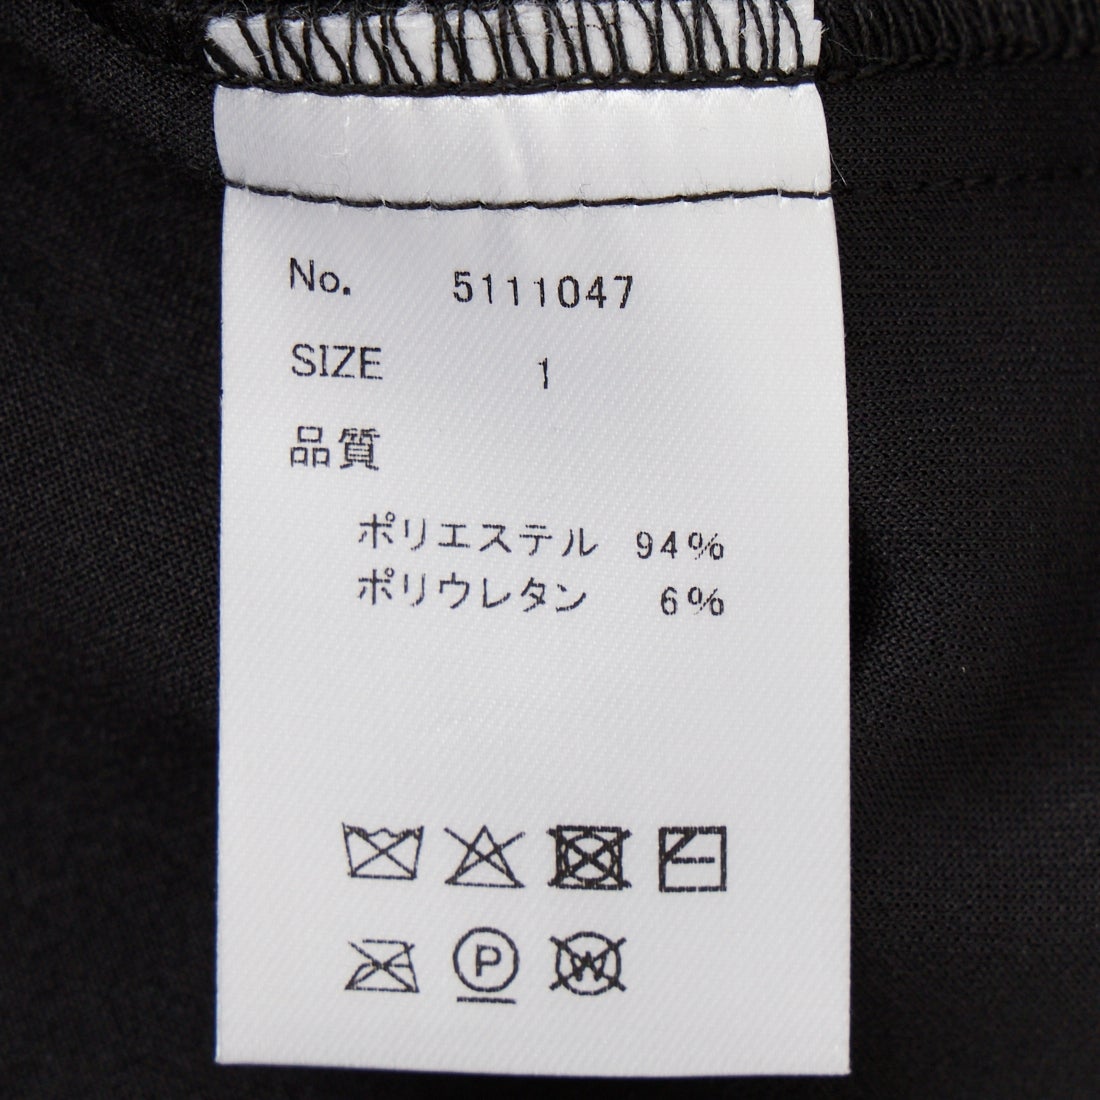 No. 5111047
SIZE 1
品質
ポリエステル 94%
ポリウレタン 6%
P W